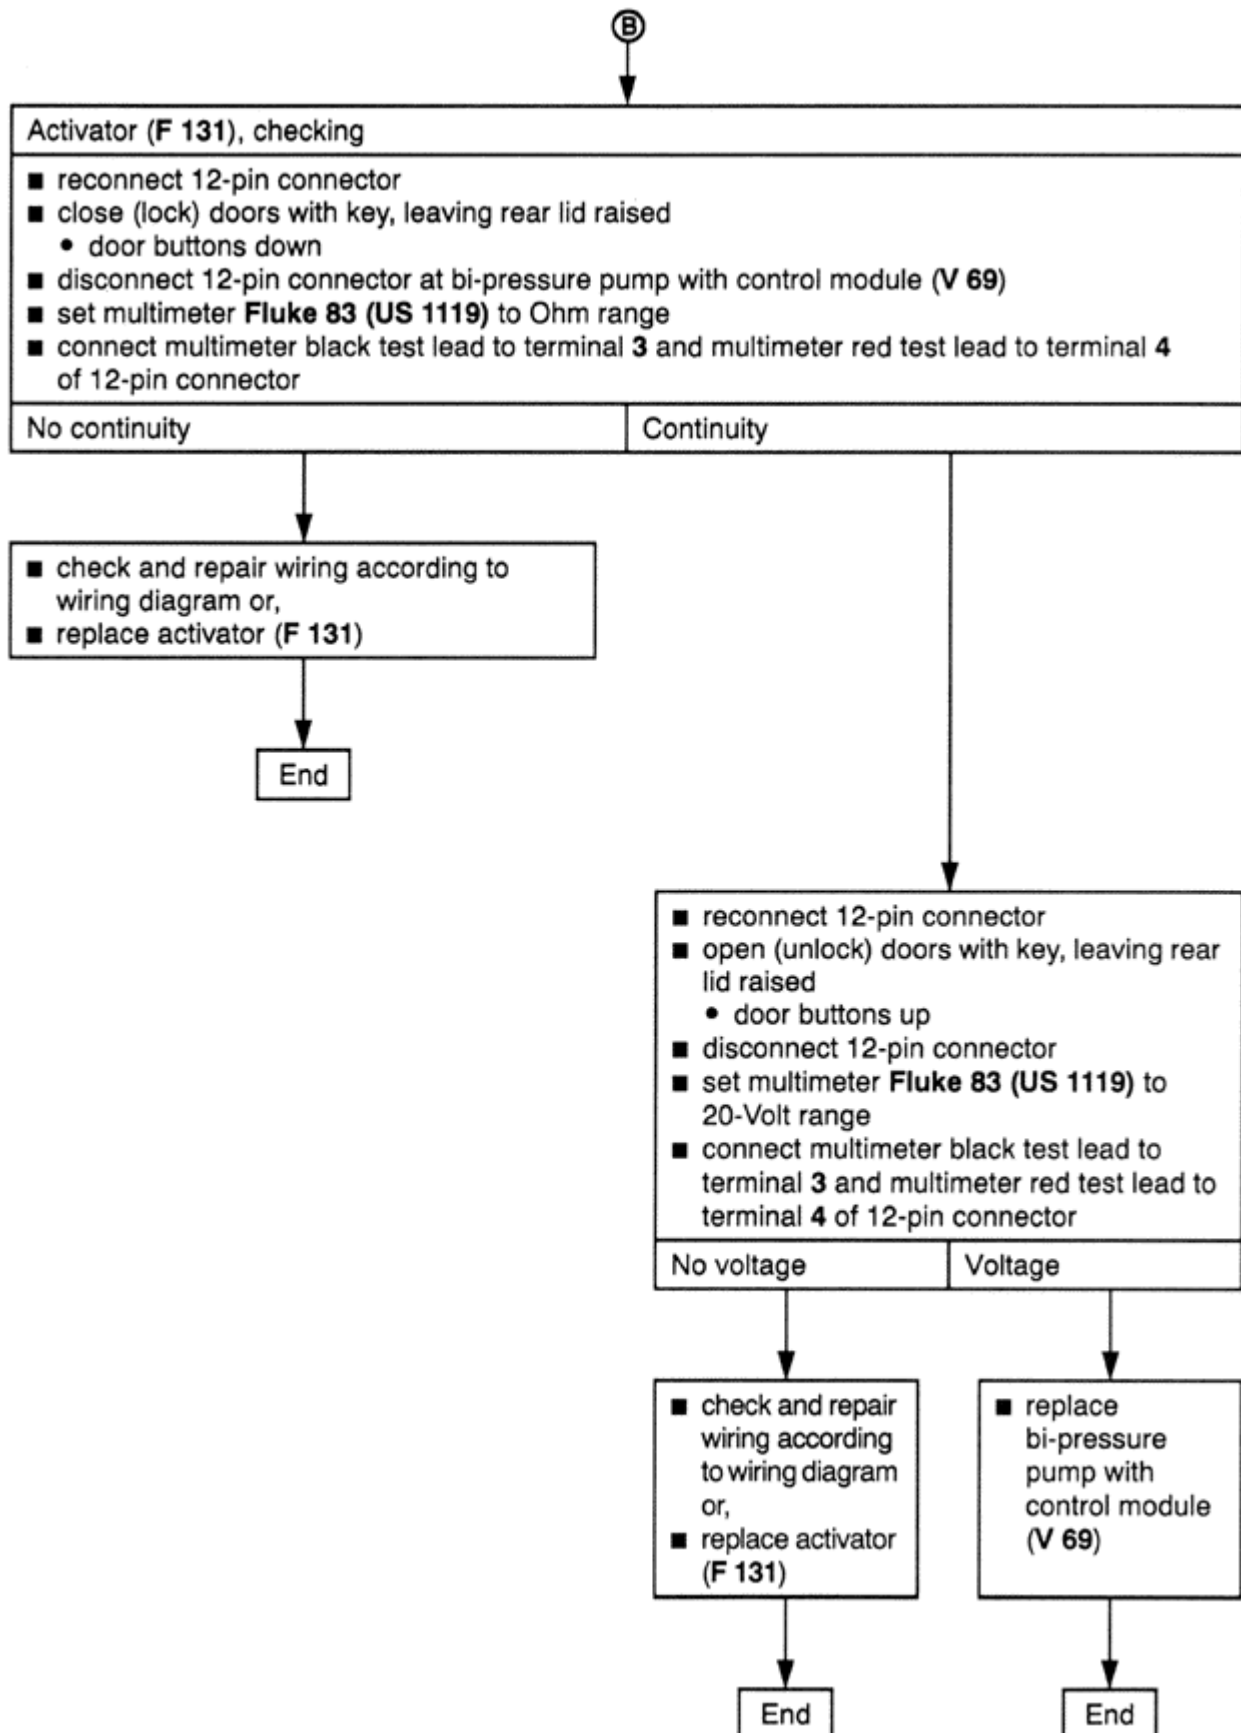 B
Activator (F 131), checking
■ reconnect 12-pin connector
■ close (lock) doors with key, leaving rear lid raised
• door buttons down
■ disconnect 12-pin connector at bi-pressure pump with control module (V 69)
■ set multimeter Fluke 83 (US 1119) to Ohm range
■ connect multimeter black test lead to terminal 3 and multimeter red test lead to terminal 4
of 12-pin connector
No continuity
Continuity
■ check and repair wiring according to
wiring diagram or,
■ replace activator (F 131)
End
■ reconnect 12-pin connector
■ open (unlock) doors with key, leaving rear
lid raised
• door buttons up
■ disconnect 12-pin connector
■ set multimeter Fluke 83 (US 1119) to
20-Volt range
■ connect multimeter black test lead to
terminal 3 and multimeter red test lead to
terminal 4 of 12-pin connector
No voltage
Voltage
■ check and repair
wiring according
to wiring diagram
or,
■ replace activator
(F 131)
■ replace
bi-pressure
pump with
control module
(V 69)
End
End